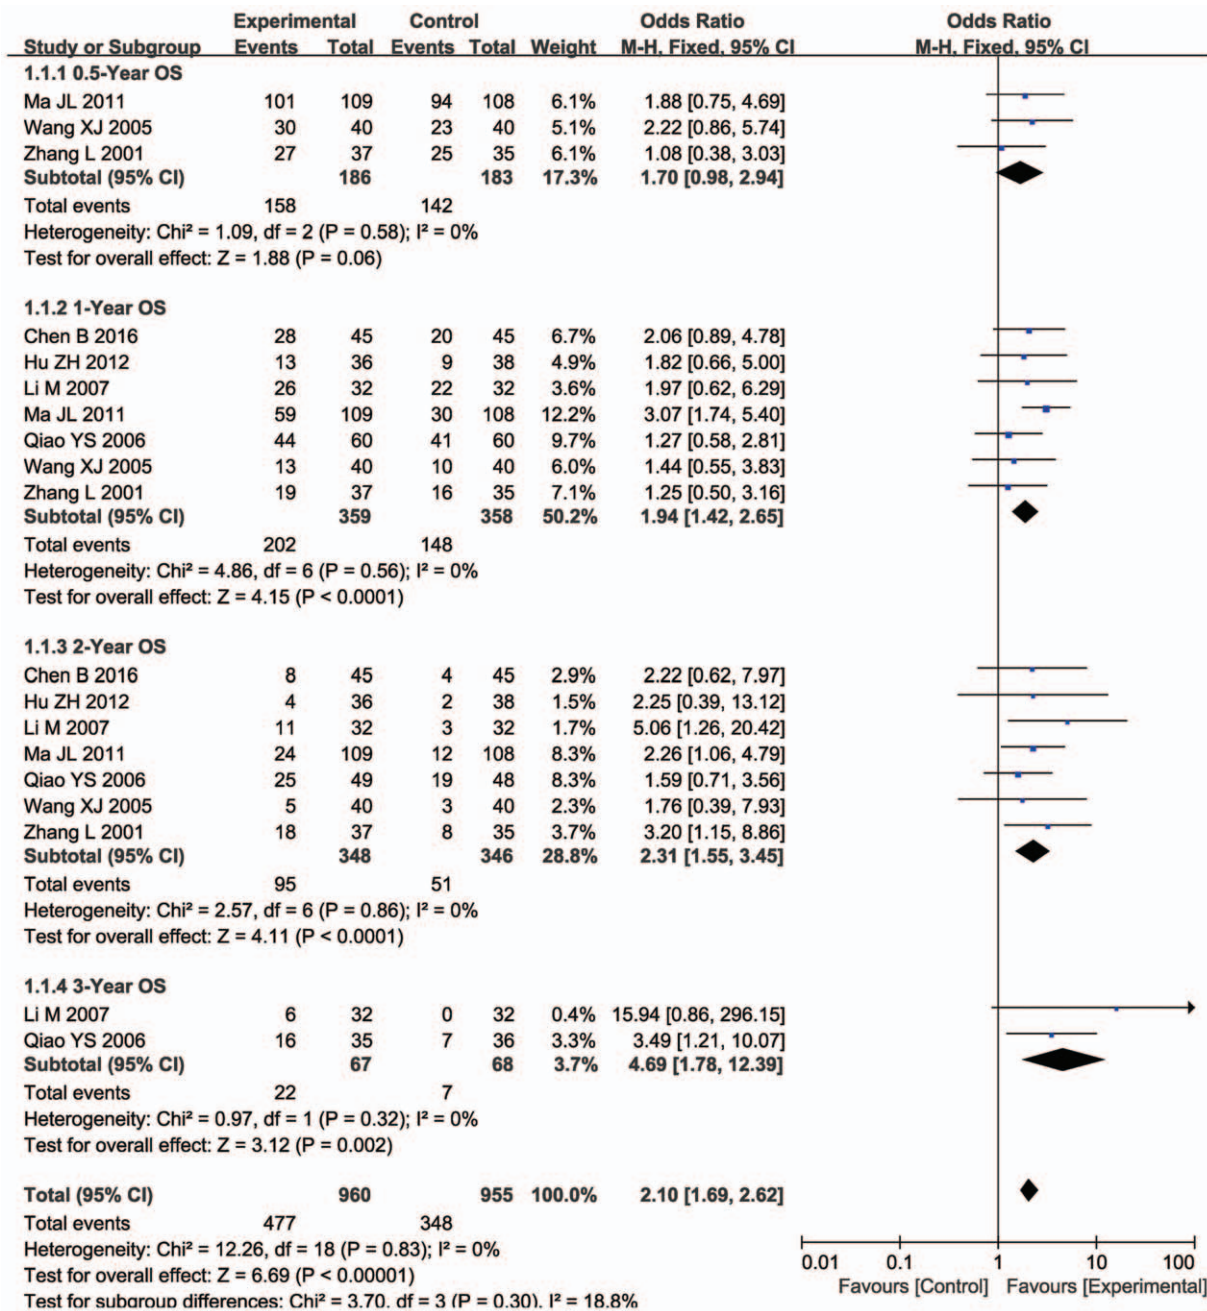 Experimental Control Odds Ratio Odds Ratio
Study or Subgroup Events Total Events Total Weight M-H, Fixed, 95% CI M-H, Fixed, 95% CI
1.1.1 0.5-Year OS
Ma JL 2011 101 109 94 108 6.1% 1.88 [0.75, 4.69]
Wang XJ 2005 30 40 23 40 5.1% 2.22 [0.86, 5.74]
Zhang L 2001 27 37 25 35 6.1% 1.08 [0.38, 3.03]
Subtotal (95% CI) 186 183 17.3% 1.70 [0.98, 2.94]
Total events 158 142
Heterogeneity: Chi² = 1.09, df = 2 (P = 0.58); I² = 0%
Test for overall effect: Z = 1.88 (P = 0.06)
1.1.2 1-Year OS
Chen B 2016 28 45 20 45 6.7% 2.06 [0.89, 4.78]
Hu ZH 2012 13 36 9 38 4.9% 1.82 [0.66, 5.00]
Li M 2007 26 32 22 32 3.6% 1.97 [0.62, 6.29]
Ma JL 2011 59 109 30 108 12.2% 3.07 [1.74, 5.40]
Qiao YS 2006 44 60 41 60 9.7% 1.27 [0.58, 2.81]
Wang XJ 2005 13 40 10 40 6.0% 1.44 [0.55, 3.83]
Zhang L 2001 19 37 16 35 7.1% 1.25 [0.50, 3.16]
Subtotal (95% CI) 359 358 50.2% 1.94 [1.42, 2.65]
Total events 202 148
Heterogeneity: Chi² = 4.86, df = 6 (P = 0.56); I² = 0%
Test for overall effect: Z = 4.15 (P < 0.0001)
1.1.3 2-Year OS
Chen B 2016 8 45 4 45 2.9% 2.22 [0.62, 7.97]
Hu ZH 2012 4 36 2 38 1.5% 2.25 [0.39, 13.12]
Li M 2007 11 32 3 32 1.7% 5.06 [1.26, 20.42]
Ma JL 2011 24 109 12 108 8.3% 2.26 [1.06, 4.79]
Qiao YS 2006 25 49 19 48 8.3% 1.59 [0.71, 3.56]
Wang XJ 2005 5 40 3 40 2.3% 1.76 [0.39, 7.93]
Zhang L 2001 18 37 8 35 3.7% 3.20 [1.15, 8.86]
Subtotal (95% CI) 348 346 28.8% 2.31 [1.55, 3.45]
Total events 95 51
Heterogeneity: Chi² = 2.57, df = 6 (P = 0.86); I² = 0%
Test for overall effect: Z = 4.11 (P < 0.0001)
1.1.4 3-Year OS
Li M 2007 6 32 0 32 0.4% 15.94 [0.86, 296.15]
Qiao YS 2006 16 35 7 36 3.3% 3.49 [1.21, 10.07]
Subtotal (95% CI) 67 68 3.7% 4.69 [1.78, 12.39]
Total events 22 7
Heterogeneity: Chi² = 0.97, df = 1 (P = 0.32); I² = 0%
Test for overall effect: Z = 3.12 (P = 0.002)
Total (95% CI) 960 955 100.0% 2.10 [1.69, 2.62]
Total events 477 348
Heterogeneity: Chi² = 12.26, df = 18 (P = 0.83); I² = 0%
Test for overall effect: Z = 6.69 (P < 0.00001)
Test for subgroup differences: Chi² = 3.70, df = 3 (P = 0.30), I² = 18.8%
0.01 0.1 1 10 100
Favours [Control] Favours [Experimental]